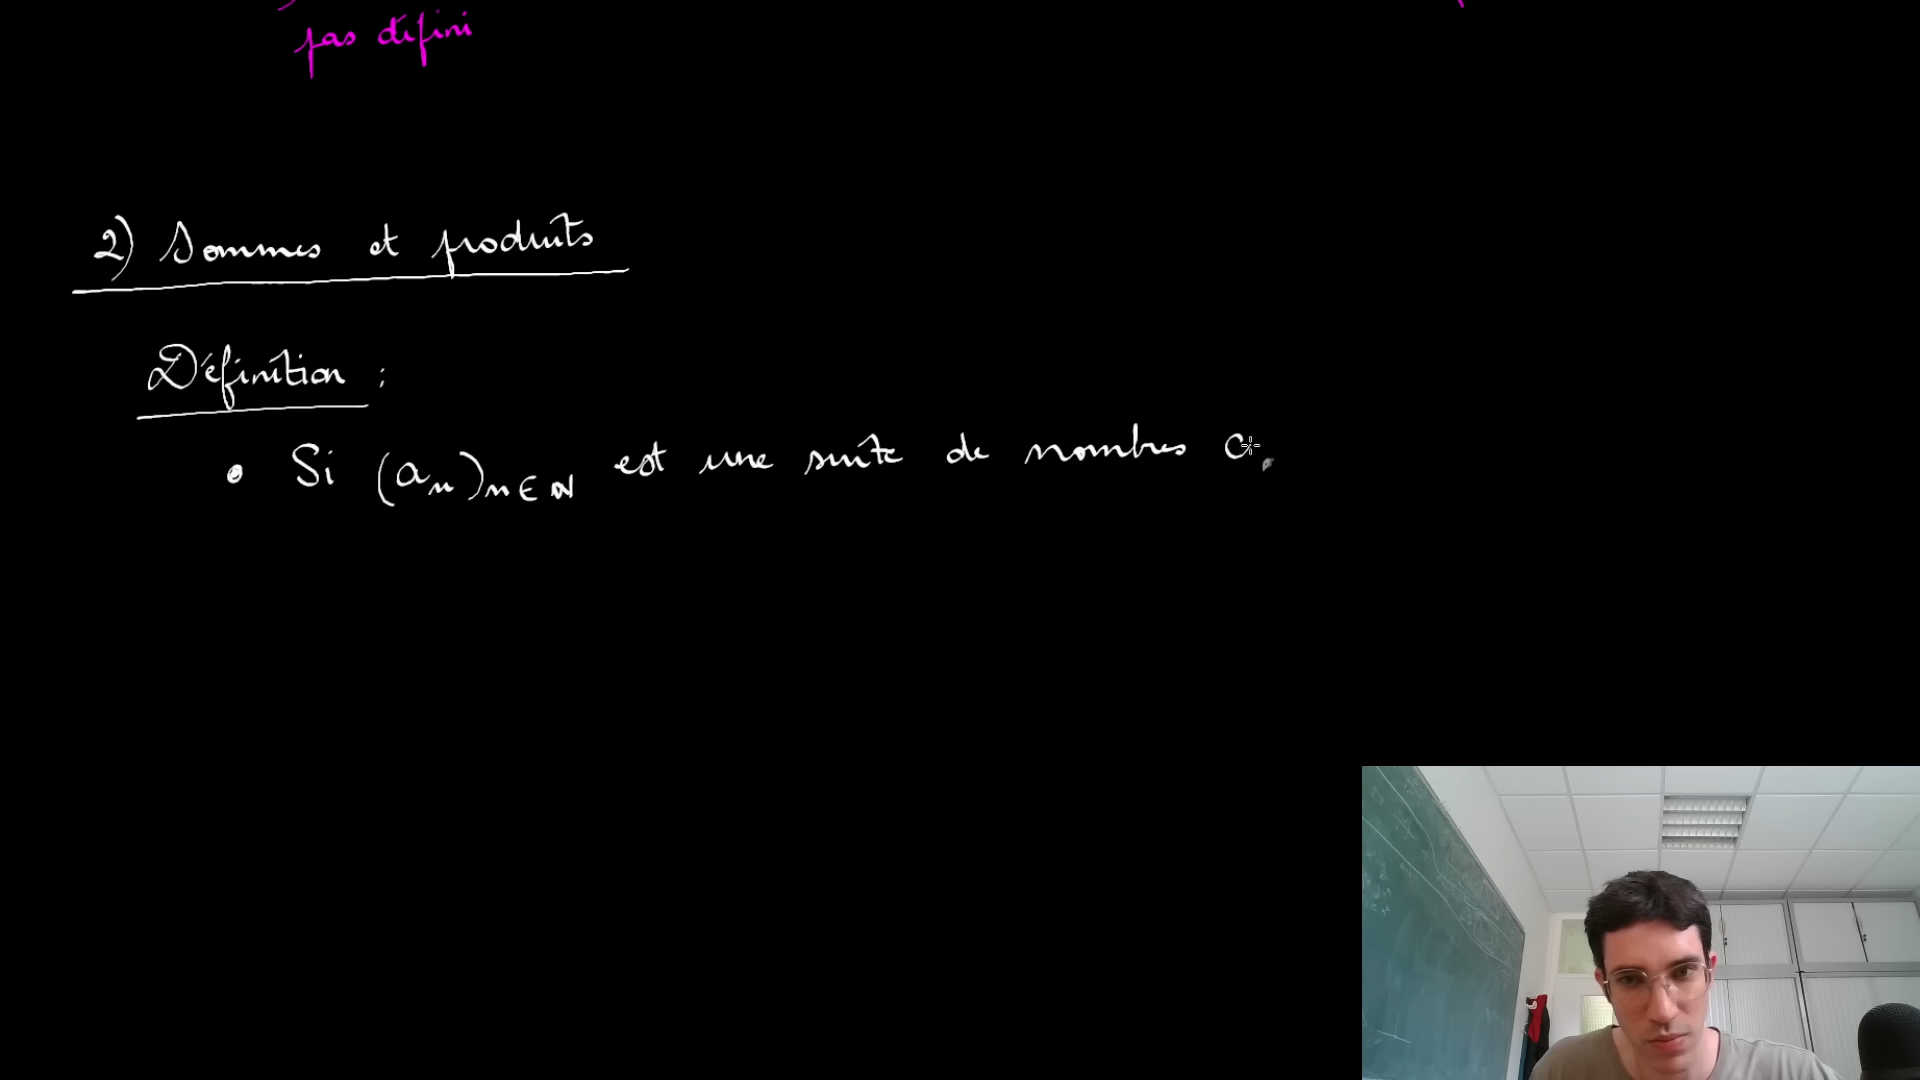 pas défini
2) Sommes et produits
Définition :
• Si (aₙ)ₙ∈ℕ est une suite de nombres